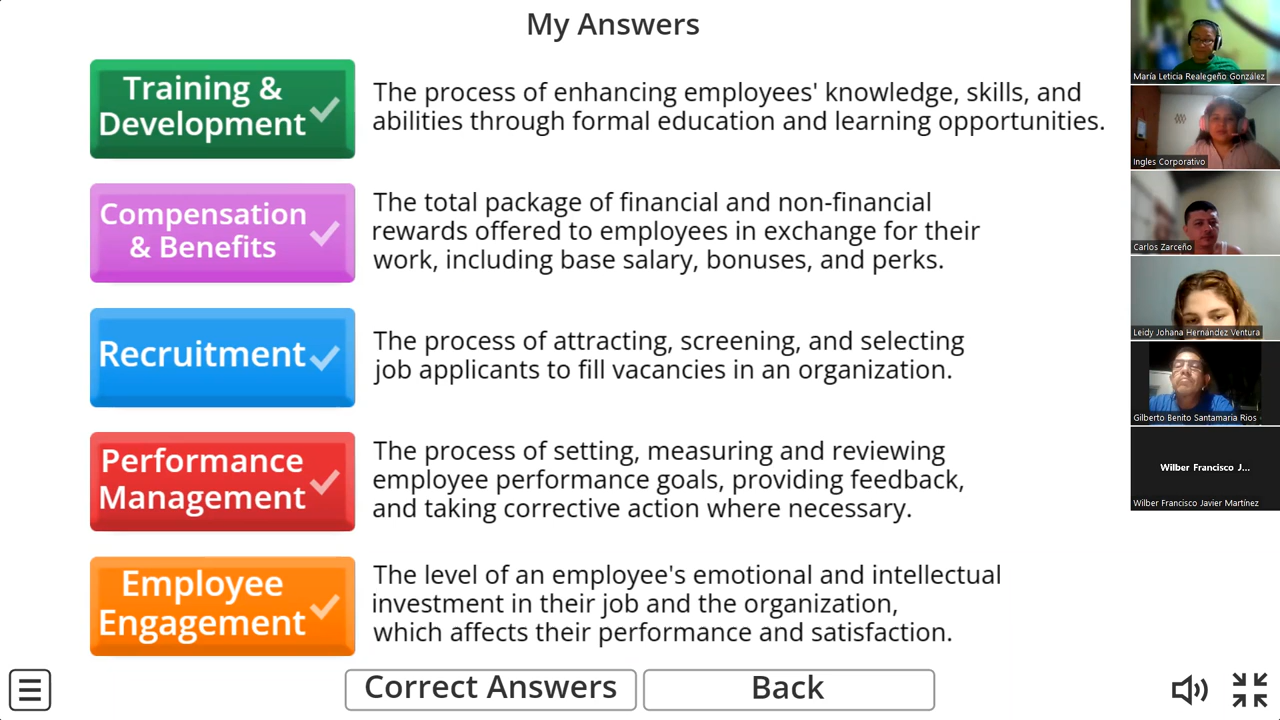 My Answers
Training &
Development
The process of enhancing employees' knowledge, skills, and
abilities through formal education and learning opportunities.
Compensation
& Benefits
The total package of financial and non-financial
rewards offered to employees in exchange for their
work, including base salary, bonuses, and perks.
Recruitment
The process of attracting, screening, and selecting
job applicants to fill vacancies in an organization.
Performance
Management
The process of setting, measuring and reviewing
employee performance goals, providing feedback,
and taking corrective action where necessary.
Employee
Engagement
The level of an employee's emotional and intellectual
investment in their job and the organization,
which affects their performance and satisfaction.
Correct Answers
Back
María Leticia Realegeño González
Ingles Corporativo
Carlos Zarceño
Leidy Johana Hernández Ventura
Gilberto Benito Santamaría Rios
Wilber Francisco J...
Wilber Francisco Javier Martínez